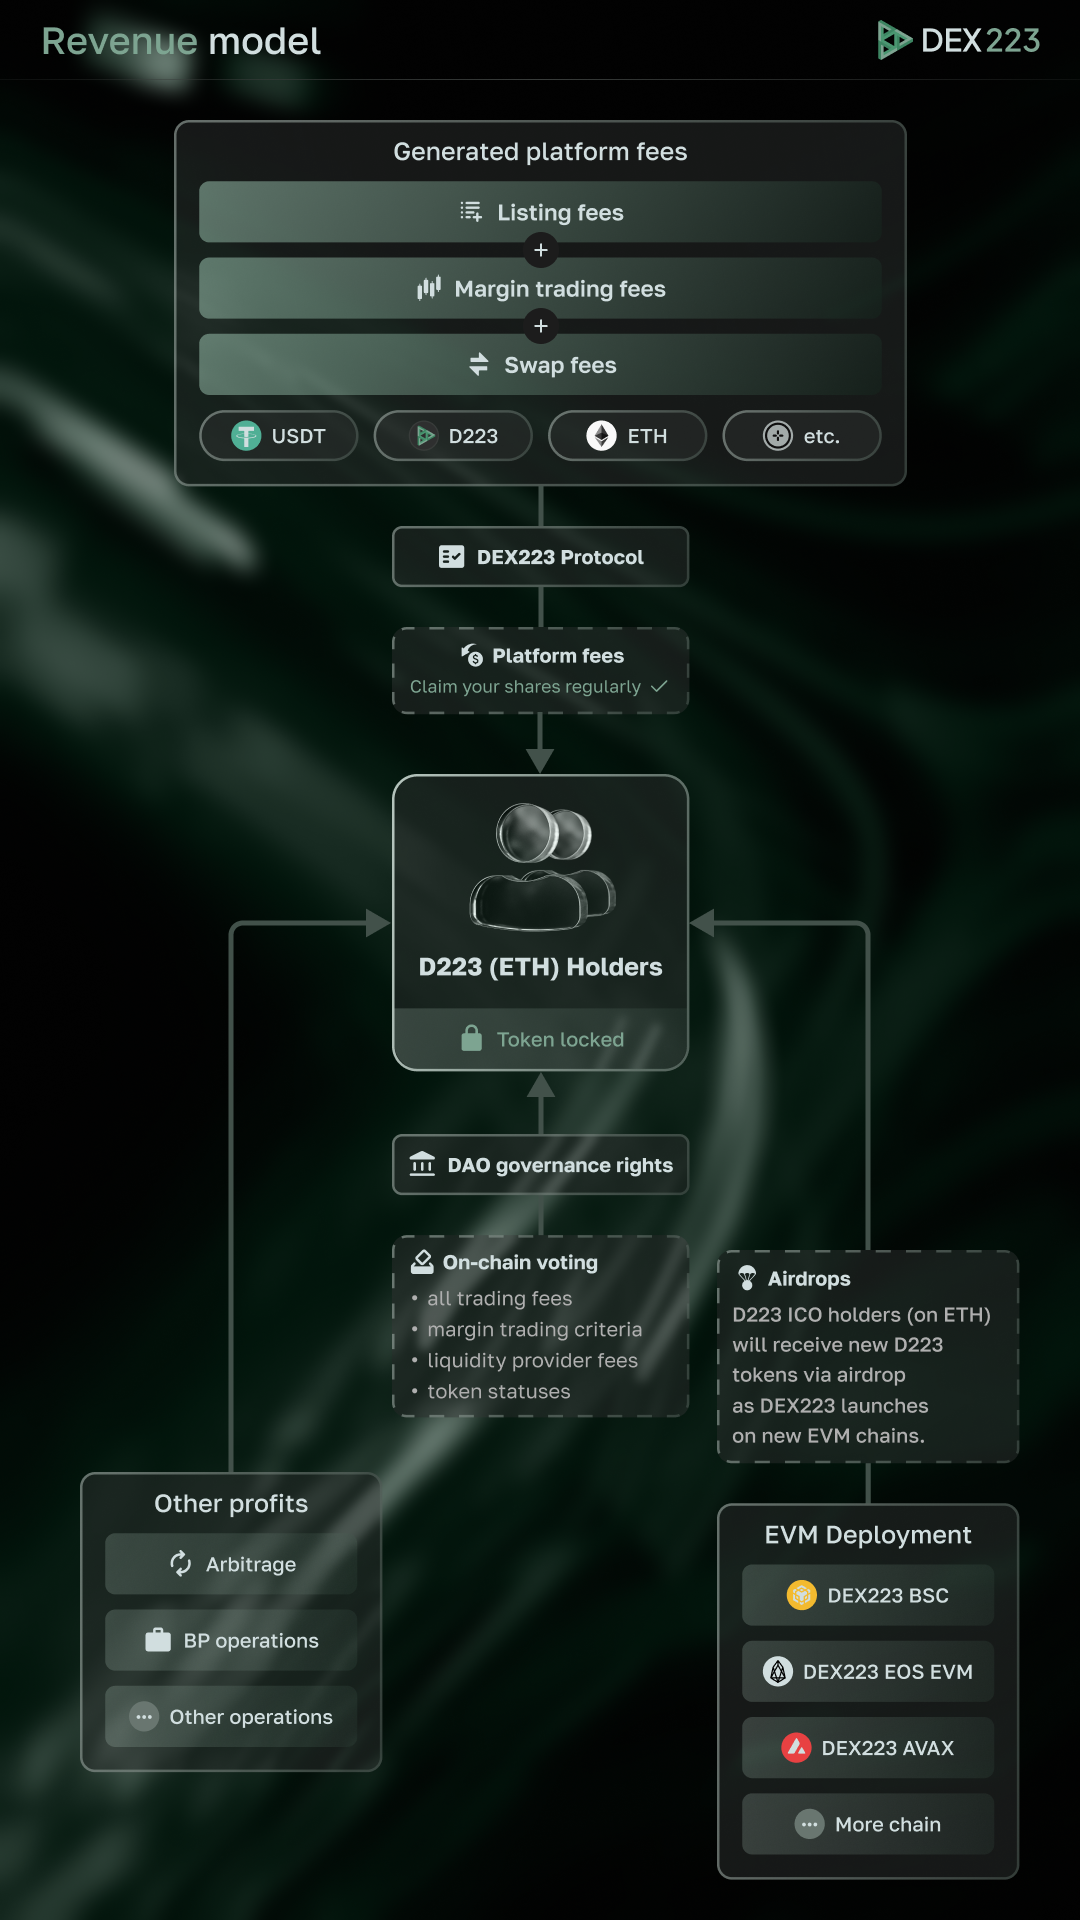 Revenue model
DEX223
Generated platform fees
Listing fees
+
Margin trading fees
+
Swap fees
USDT
D223
ETH
etc.
DEX223 Protocol
Platform fees
Claim your shares regularly
D223 (ETH) Holders
Token locked
DAO governance rights
On-chain voting
• all trading fees
• margin trading criteria
• liquidity provider fees
• token statuses
Airdrops
D223 ICO holders (on ETH)
will receive new D223
tokens via airdrop
as DEX223 launches
on new EVM chains.
Other profits
Arbitrage
BP operations
Other operations
EVM Deployment
DEX223 BSC
DEX223 EOS EVM
DEX223 AVAX
More chain